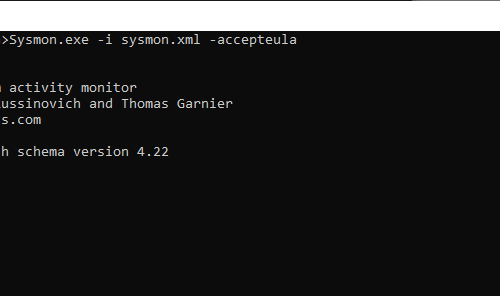 >Sysmon.exe -i sysmon.xml -accepteula
activity monitor
ussinovich and Thomas Garnier
s.com
h schema version 4.22